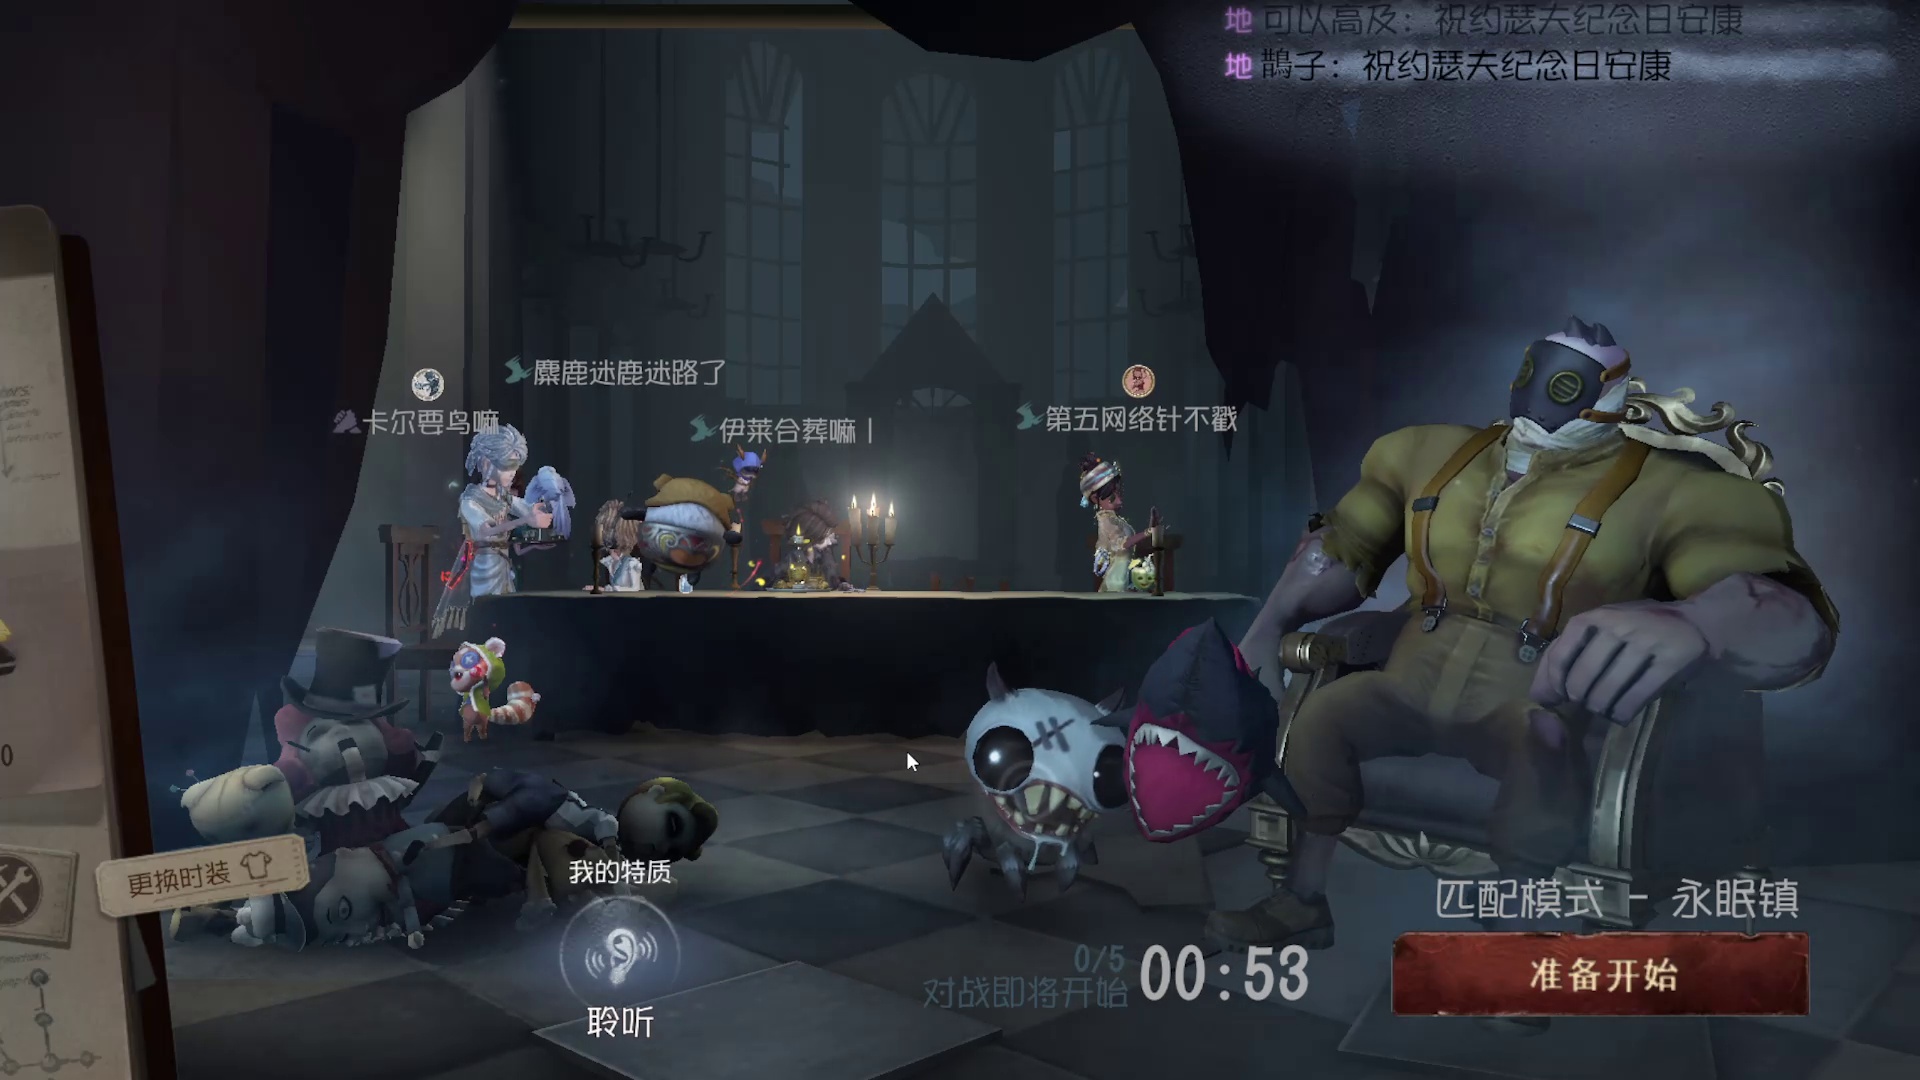 地 可以高及：祝约瑟夫纪念日安康
地 鹊子：祝约瑟夫纪念日安康
麋鹿迷鹿迷路了
卡尔要鸟嘛
伊莱合葬嘛丨
第五网络针不戳
0
更换时装
我的特质
聆听
0/5
对战即将开始
00:53
匹配模式 - 永眠镇
准备开始